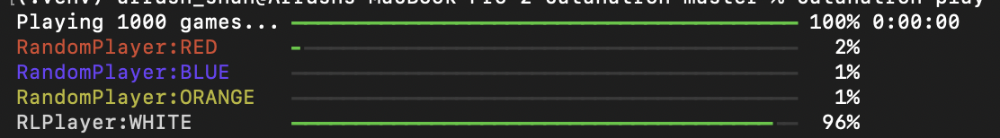 Playing 1000 games... 100% 0:00:00
RandomPlayer:RED 2%
RandomPlayer:BLUE 1%
RandomPlayer:ORANGE 1%
RLPlayer:WHITE 96%